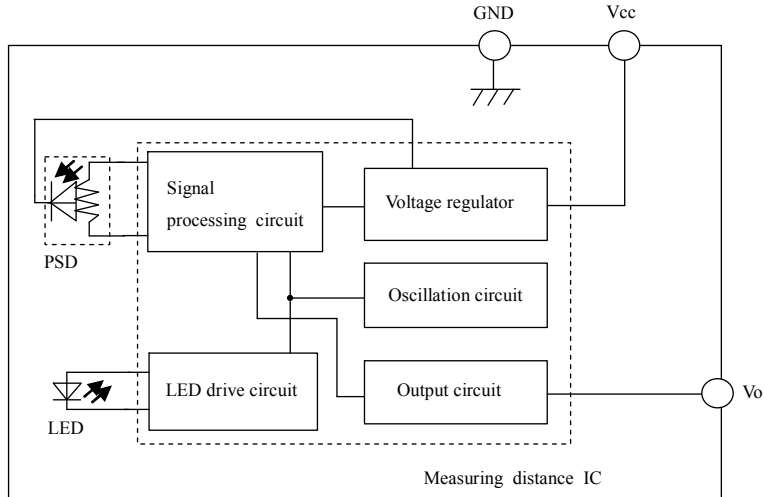 GND
Vcc
Signal
processing circuit
Voltage regulator
PSD
Oscillation circuit
LED drive circuit
Output circuit
Vo
LED
Measuring distance IC